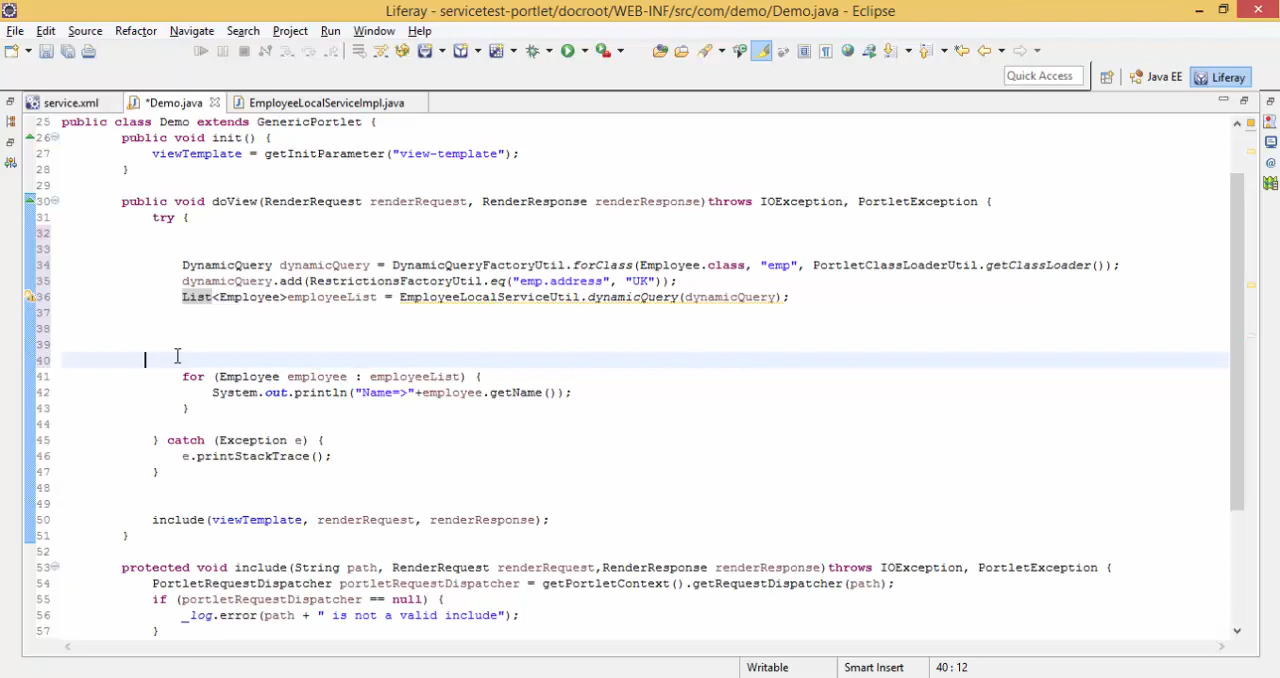 Liferay - servicetest-portlet/docroot/WEB-INF/src/com/demo/Demo.java - Eclipse
File Edit Source Refactor Navigate Search Project Run Window Help
Quick Access Java EE Liferay
service.xml *Demo.java EmployeeLocalServiceImpl.java
25 public class Demo extends GenericPortlet {
26 public void init() {
27 viewTemplate = getInitParameter("view-template");
28 }
29
30 public void doView(RenderRequest renderRequest, RenderResponse renderResponse)throws IOException, PortletException {
31 try {
32
33
34 DynamicQuery dynamicQuery = DynamicQueryFactoryUtil.forClass(Employee.class, "emp", PortletClassLoaderUtil.getClassLoader());
35 dynamicQuery.add(RestrictionsFactoryUtil.eq("emp.address", "UK"));
36 List<Employee>employeeList = EmployeeLocalServiceUtil.dynamicQuery(dynamicQuery);
37
38
39
40
41 for (Employee employee : employeeList) {
42 System.out.println("Name=>"+employee.getName());
43 }
44
45 } catch (Exception e) {
46 e.printStackTrace();
47 }
48
49
50 include(viewTemplate, renderRequest, renderResponse);
51 }
52
53 protected void include(String path, RenderRequest renderRequest,RenderResponse renderResponse)throws IOException, PortletException {
54 PortletRequestDispatcher portletRequestDispatcher = getPortletContext().getRequestDispatcher(path);
55 if (portletRequestDispatcher == null) {
56 _log.error(path + " is not a valid include");
57 }
Writable Smart Insert 40 : 12